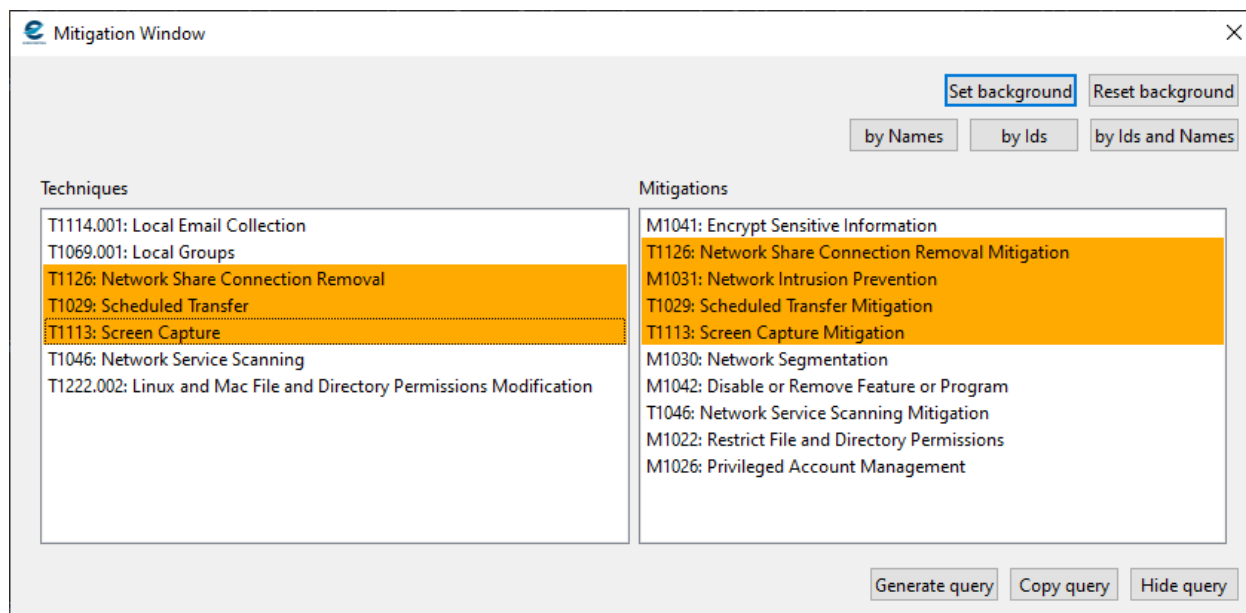 Mitigation Window
Set background Reset background
by Names by Ids by Ids and Names
Techniques
T1114.001: Local Email Collection
T1069.001: Local Groups
T1126: Network Share Connection Removal
T1029: Scheduled Transfer
T1113: Screen Capture
T1046: Network Service Scanning
T1222.002: Linux and Mac File and Directory Permissions Modification
Mitigations
M1041: Encrypt Sensitive Information
T1126: Network Share Connection Removal Mitigation
M1031: Network Intrusion Prevention
T1029: Scheduled Transfer Mitigation
T1113: Screen Capture Mitigation
M1030: Network Segmentation
M1042: Disable or Remove Feature or Program
T1046: Network Service Scanning Mitigation
M1022: Restrict File and Directory Permissions
M1026: Privileged Account Management
Generate query Copy query Hide query